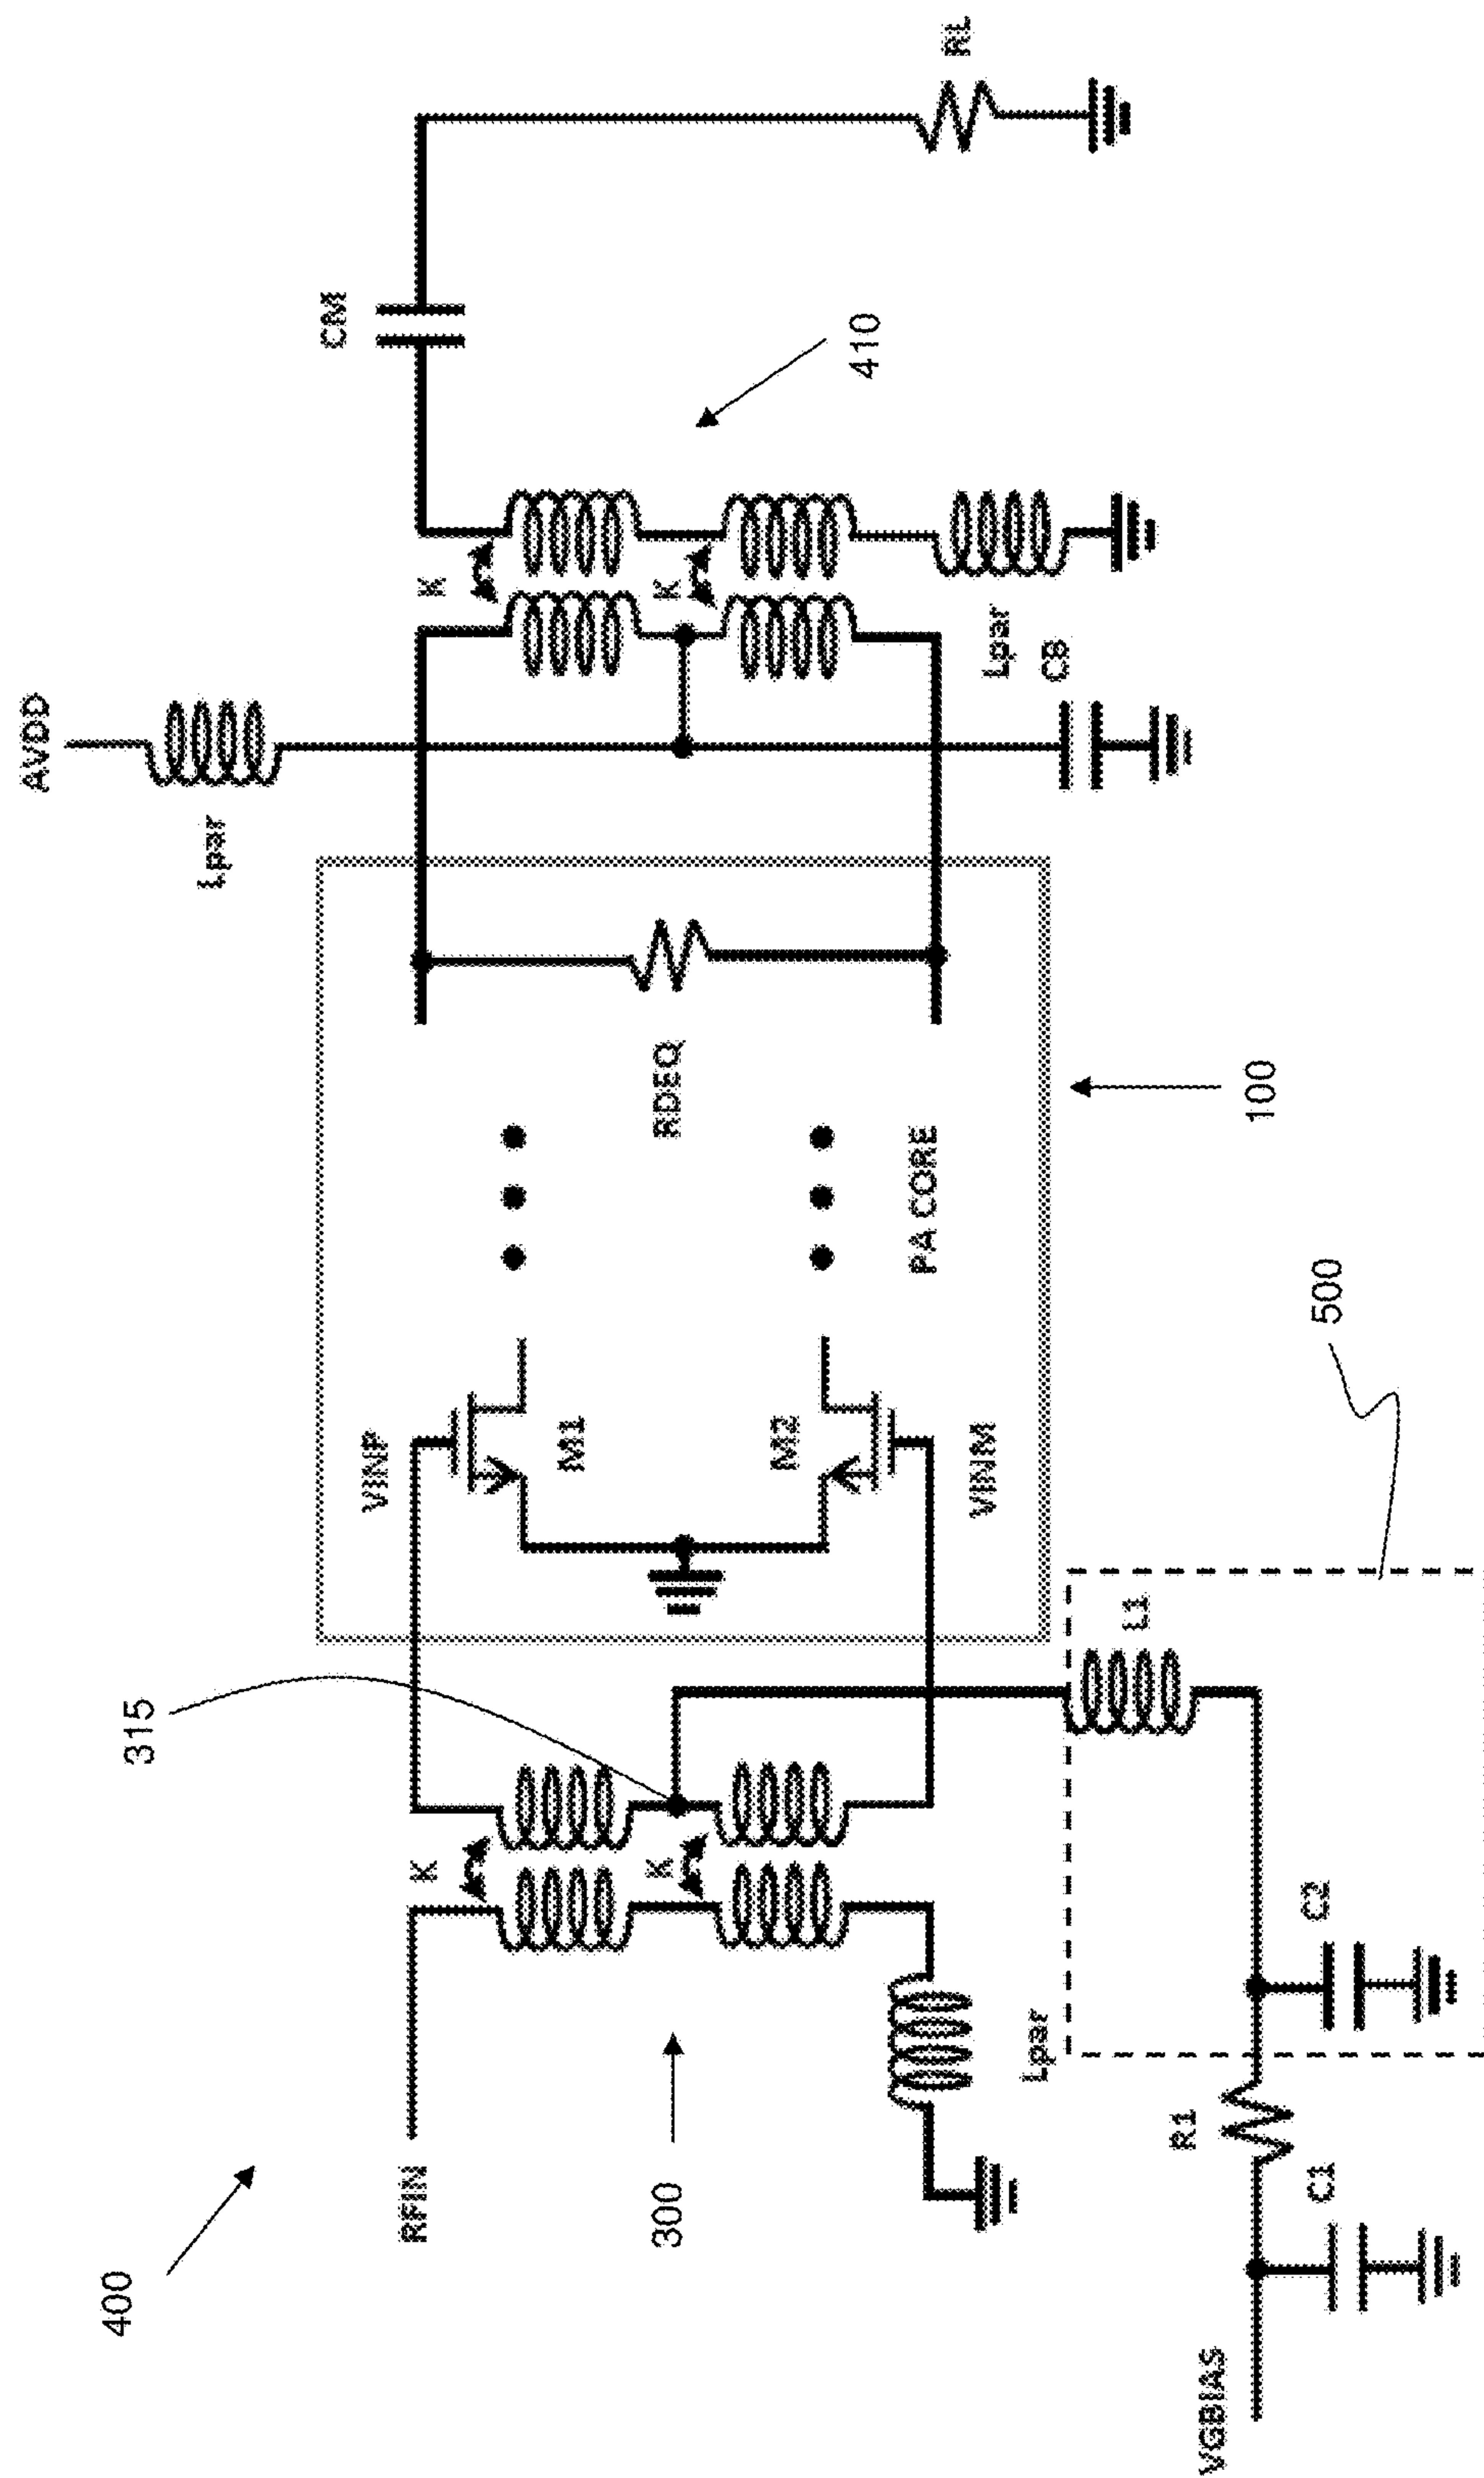 400
RFIN
300
K
K
315
Lpar
VGBIAS
C1
R1
C2
L1
500
VINP
M1
M2
VINM
PA CORE
RDEQ
100
AVDD
Lpar
K
K
Lpar
CB
410
CM
RL